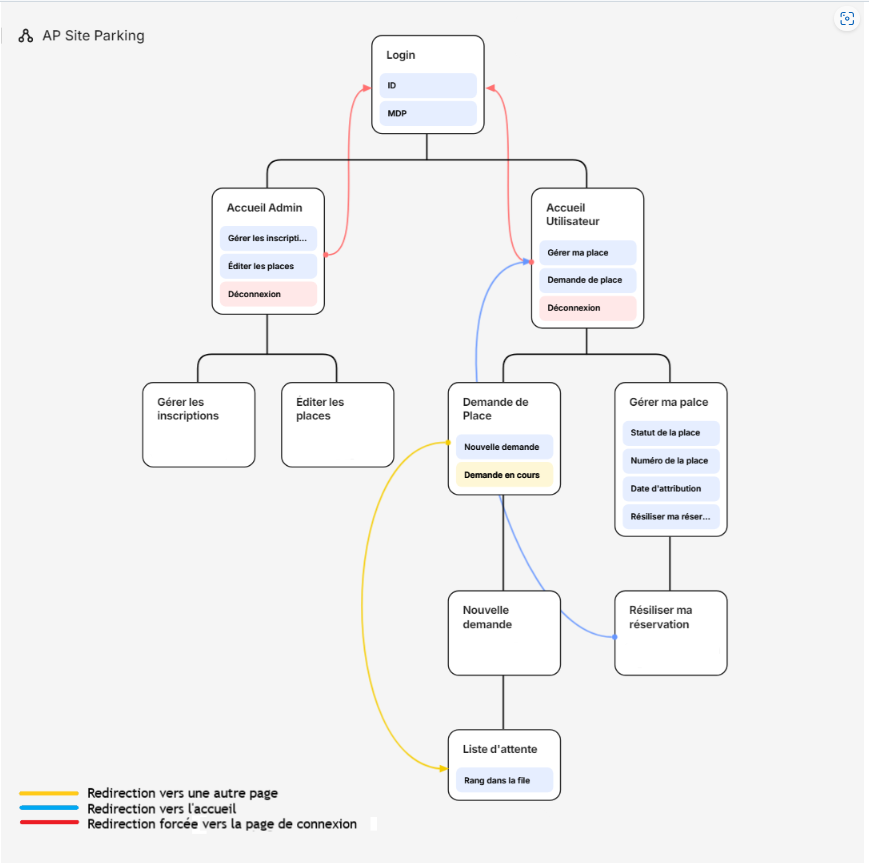 AP Site Parking
Login
ID
MDP
Accueil Admin
Gérer les inscripti...
Éditer les places
Déconnexion
Accueil
Utilisateur
Gérer ma place
Demande de place
Déconnexion
Gérer les
inscriptions
Éditer les
places
Demande de
Place
Nouvelle demande
Demande en cours
Gérer ma palce
Statut de la place
Numéro de la place
Date d'attribution
Résiliser ma réser...
Nouvelle
demande
Résiliser ma
réservation
Liste d'attente
Rang dans la file
Redirection vers une autre page
Redirection vers l'accueil
Redirection forcée vers la page de connexion